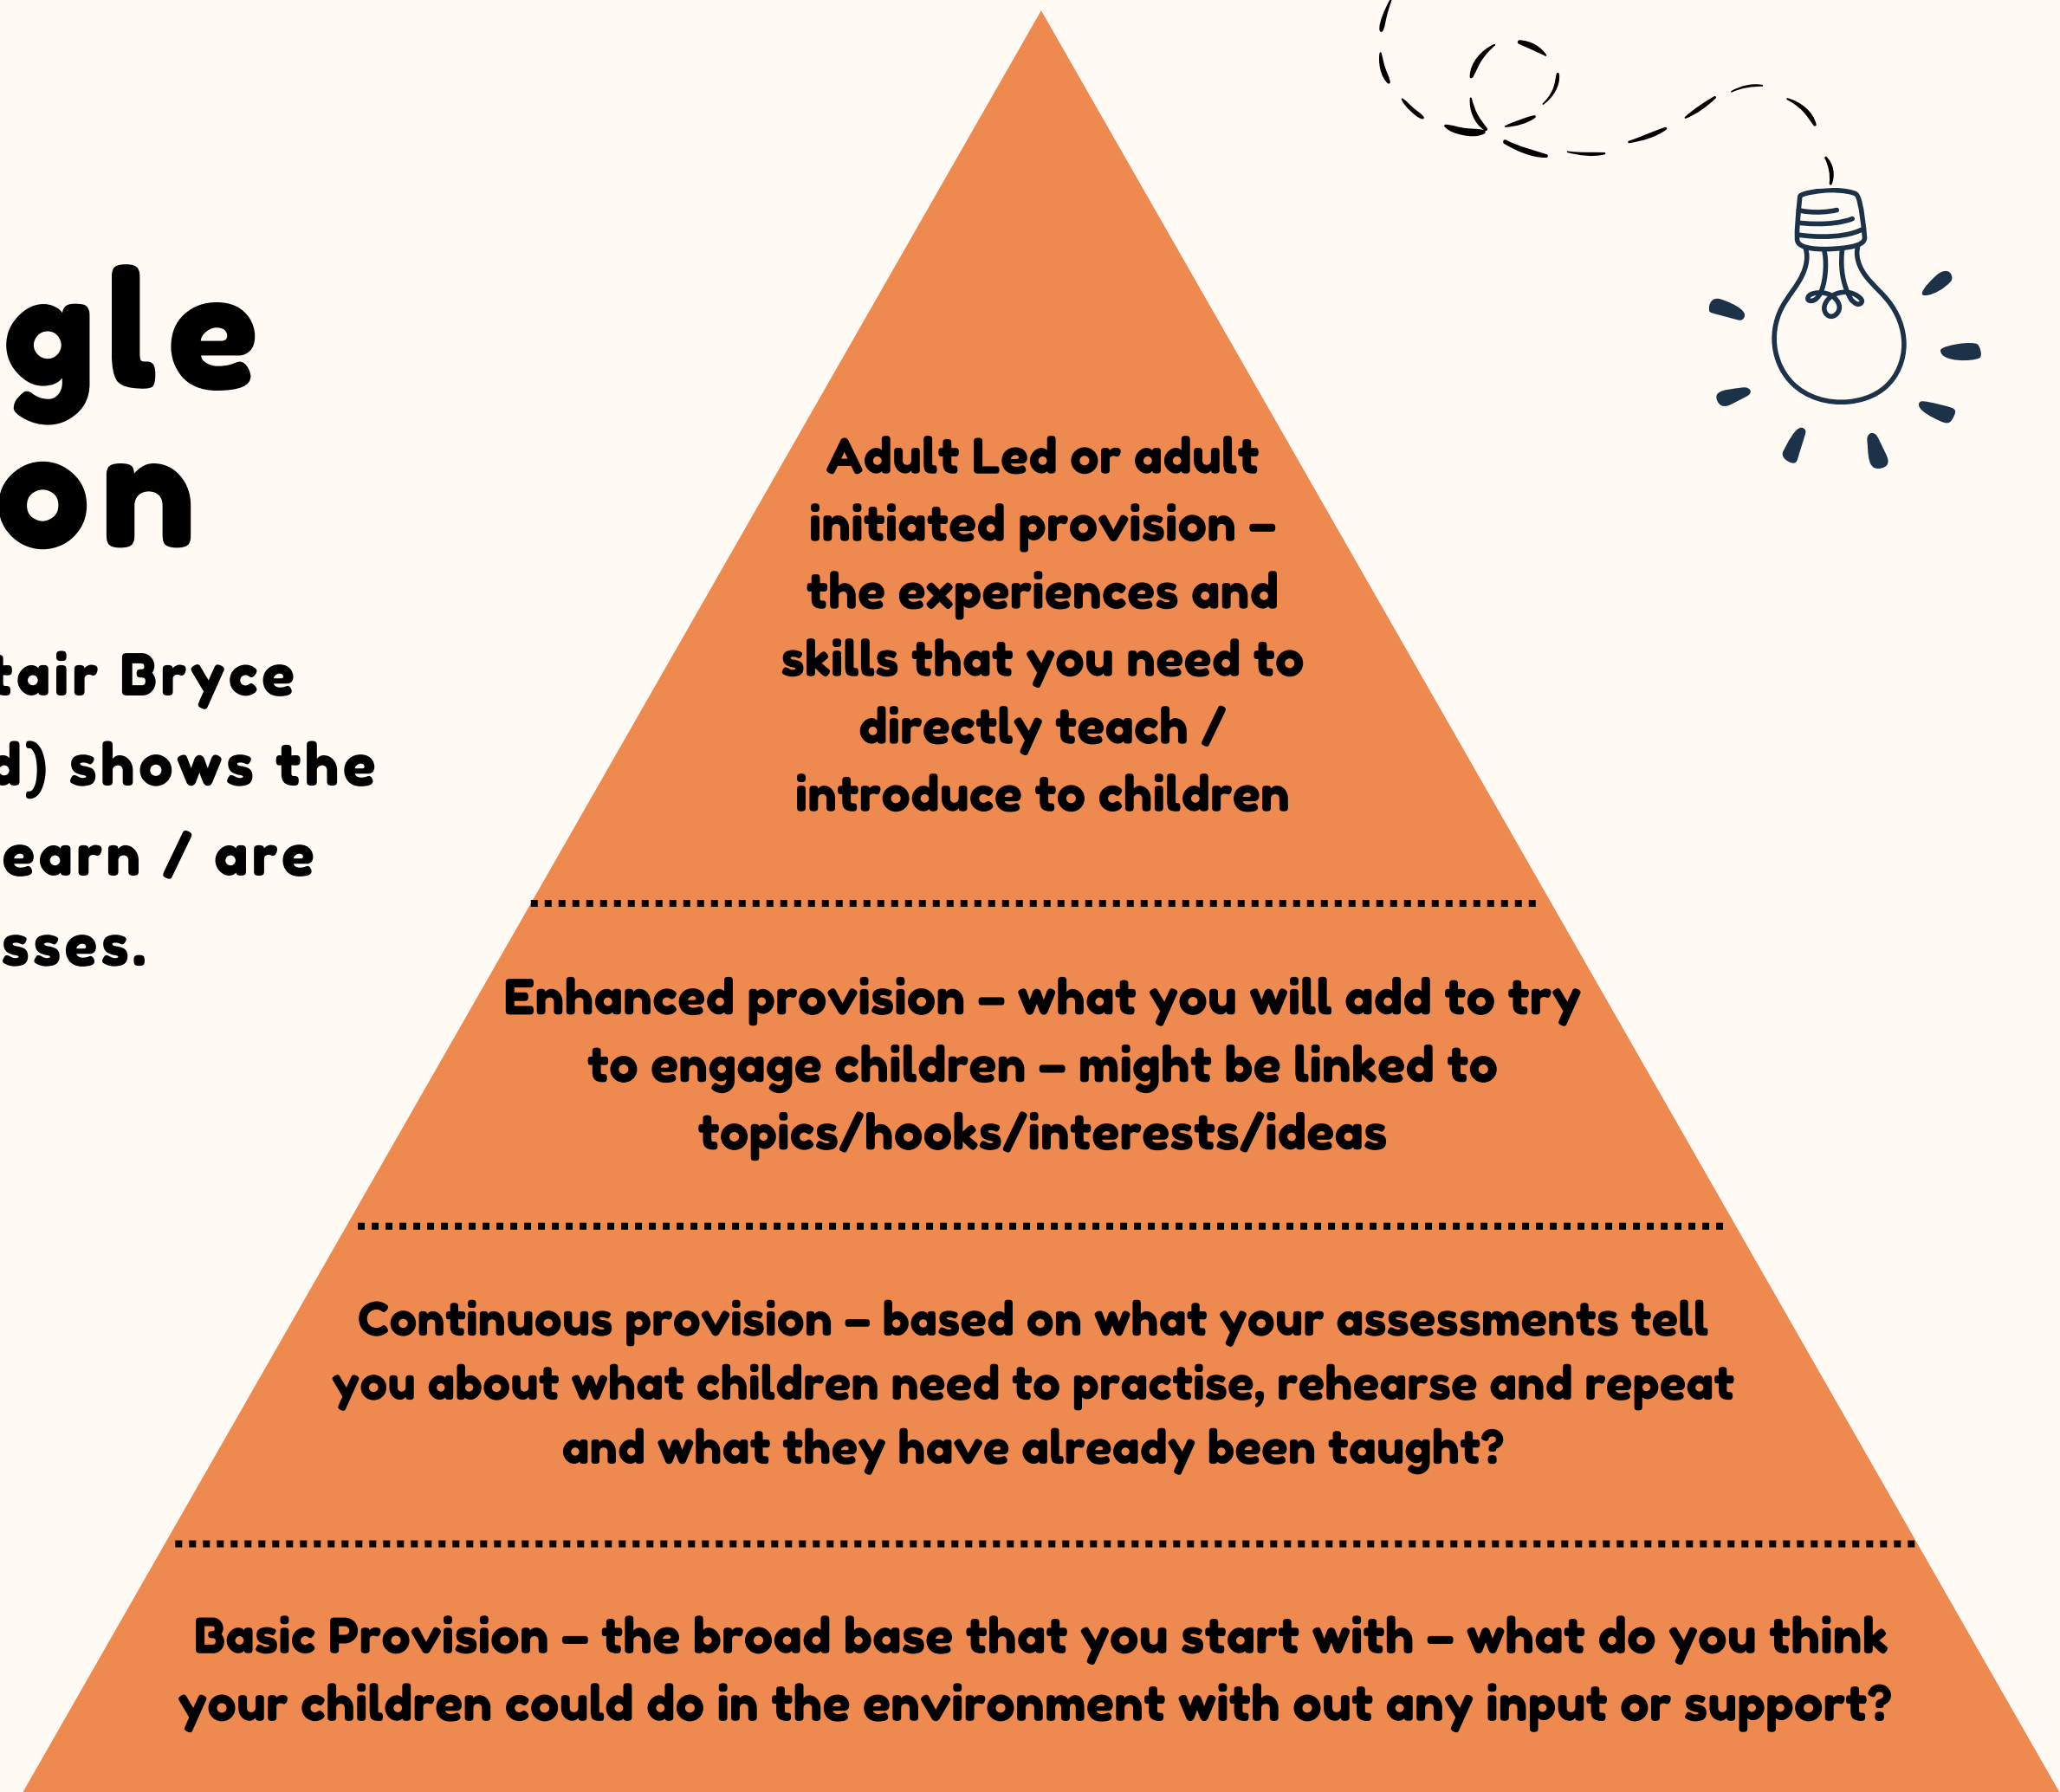 gle
on
tair Bryce
d) shows the
earn / are
sses.
Adult Led or adult
initiated provision –
the experiences and
skills that you need to
directly teach /
introduce to children
Enhanced provision – what you will add to try
to engage children – might be linked to
topics/hooks/interests/ideas
Continuous provision – based on what your assessments tell
you about what children need to practise, rehearse and repeat
and what they have already been taught?
Basic Provision – the broad base that you start with – what do you think
your children could do in the environment with out any input or support?